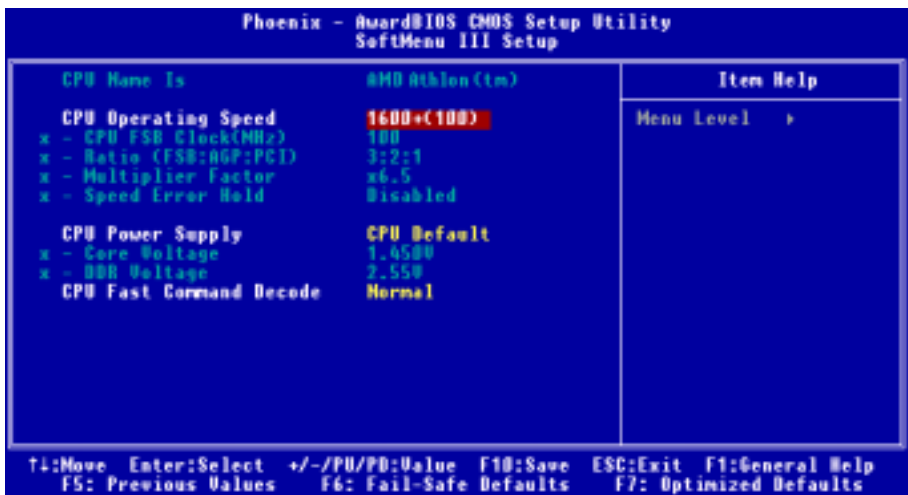 Phoenix - AwardBIOS CMOS Setup Utility
SoftMenu III Setup
CPU Name Is AMD Athlon(tm)
Item Help
CPU Operating Speed 1600+(100)
Menu Level ▸
x - CPU FSB Clock(MHz) 100
x - Ratio (FSB:AGP:PCI) 3:2:1
x - Multiplier Factor x6.5
x - Speed Error Hold Disabled
CPU Power Supply CPU Default
x - Core Voltage 1.450V
x - DDR Voltage 2.55V
CPU Fast Command Decode Normal
↑↓:Move Enter:Select +/-/PU/PD:Value F10:Save ESC:Exit F1:General Help
F5: Previous Values F6: Fail-Safe Defaults F7: Optimized Defaults